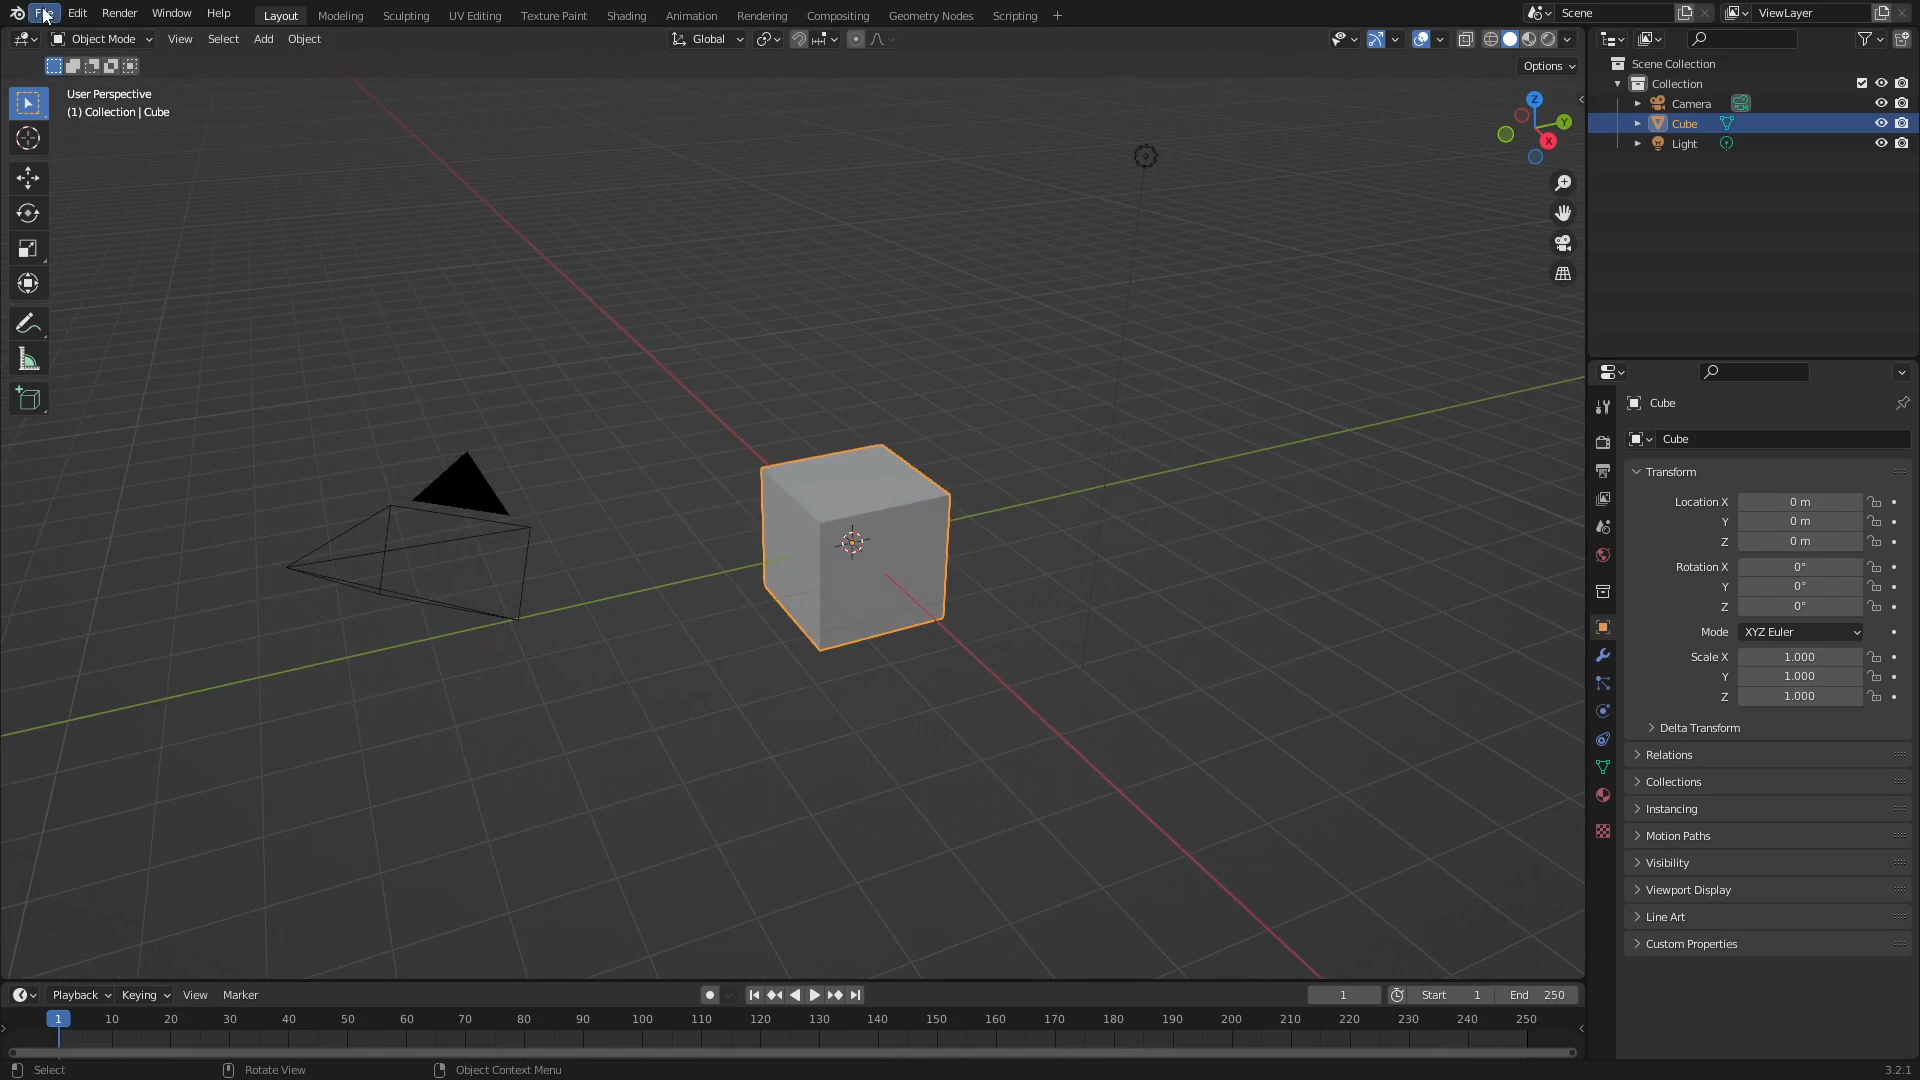 File Edit Render Window Help Layout Modeling Sculpting UV Editing Texture Paint Shading Animation Rendering Compositing Geometry Nodes Scripting + Scene ViewLayer
Object Mode View Select Add Object Global
Options
User Perspective
(1) Collection | Cube
Z
Y
X
Scene Collection
Collection
Camera
Cube
Light
Cube
Cube
Transform
Location X 0 m
Y 0 m
Z 0 m
Rotation X 0°
Y 0°
Z 0°
Mode XYZ Euler
Scale X 1.000
Y 1.000
Z 1.000
Delta Transform
Relations
Collections
Instancing
Motion Paths
Visibility
Viewport Display
Line Art
Custom Properties
Playback Keying View Marker 1 Start 1 End 250
1 10 20 30 40 50 60 70 80 90 100 110 120 130 140 150 160 170 180 190 200 210 220 230 240 250
Select Rotate View Object Context Menu 3.2.1